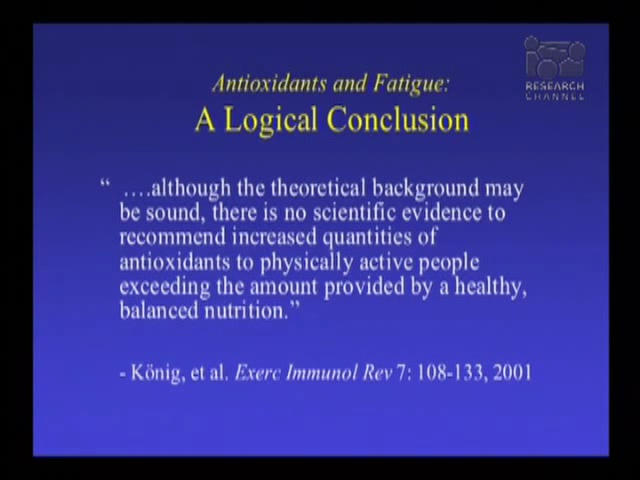 RESEARCH
CHANNEL
Antioxidants and Fatigue:
A Logical Conclusion
“ ….although the theoretical background may
be sound, there is no scientific evidence to
recommend increased quantities of
antioxidants to physically active people
exceeding the amount provided by a healthy,
balanced nutrition.”
- König, et al. Exerc Immunol Rev 7: 108-133, 2001